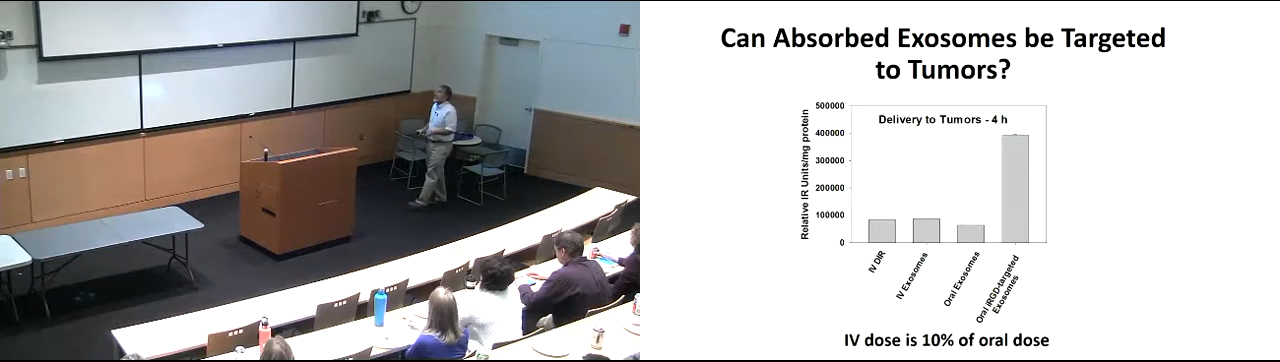 Can Absorbed Exosomes be Targeted
to Tumors?
Delivery to Tumors - 4 h
Relative IR Units/mg protein
500000
400000
300000
200000
100000
0
IV DIR
IV Exosomes
Oral Exosomes
Oral IRGD-targeted
Exosomes
IV dose is 10% of oral dose